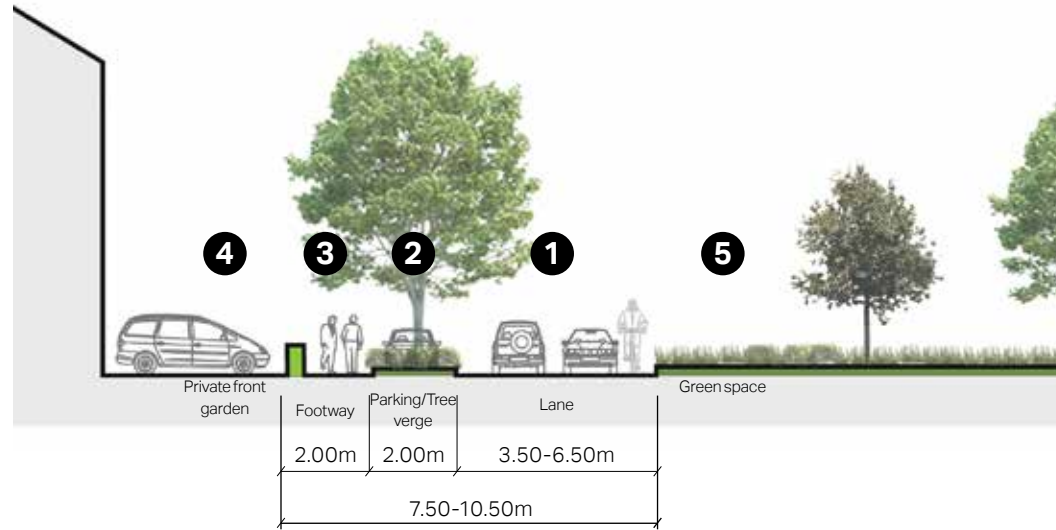 4
3
2
1
5
Private front
garden
Footway
Parking/Tree
verge
Lane
Green space
2.00m
2.00m
3.50-6.50m
7.50-10.50m